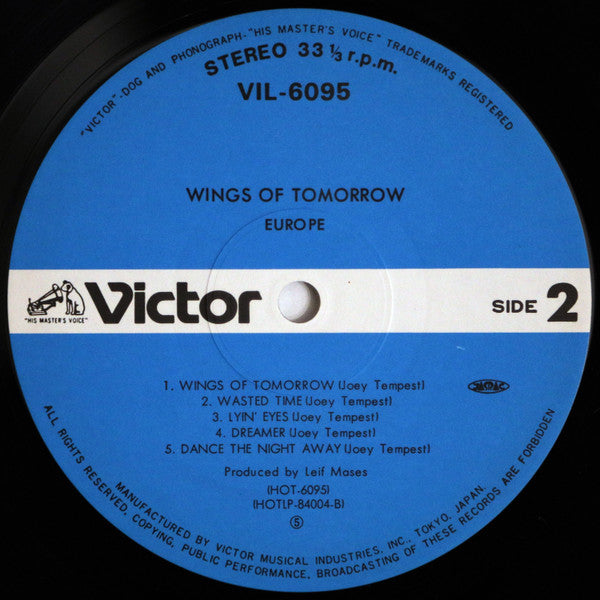 "VICTOR"-DOG AND PHONOGRAPH-"HIS MASTER'S VOICE" TRADEMARKS REGISTERED
STEREO 33 ⅓ r.p.m.
VIL-6095
WINGS OF TOMORROW
EUROPE
"HIS MASTER'S VOICE"
Victor
SIDE 2
1. WINGS OF TOMORROW (Joey Tempest)
2. WASTED TIME (Joey Tempest)
3. LYIN' EYES (Joey Tempest)
4. DREAMER (Joey Tempest)
5. DANCE THE NIGHT AWAY (Joey Tempest)
JASRAC
Produced by Leif Mases
(HOT-6095)
(HOTLP-84004-B)
Ⓢ
MANUFACTURED BY VICTOR MUSICAL INDUSTRIES, INC., TOKYO, JAPAN.
ALL RIGHTS RESERVED, COPYING, PUBLIC PERFORMANCE, BROADCASTING OF THESE RECORDS ARE FORBIDDEN